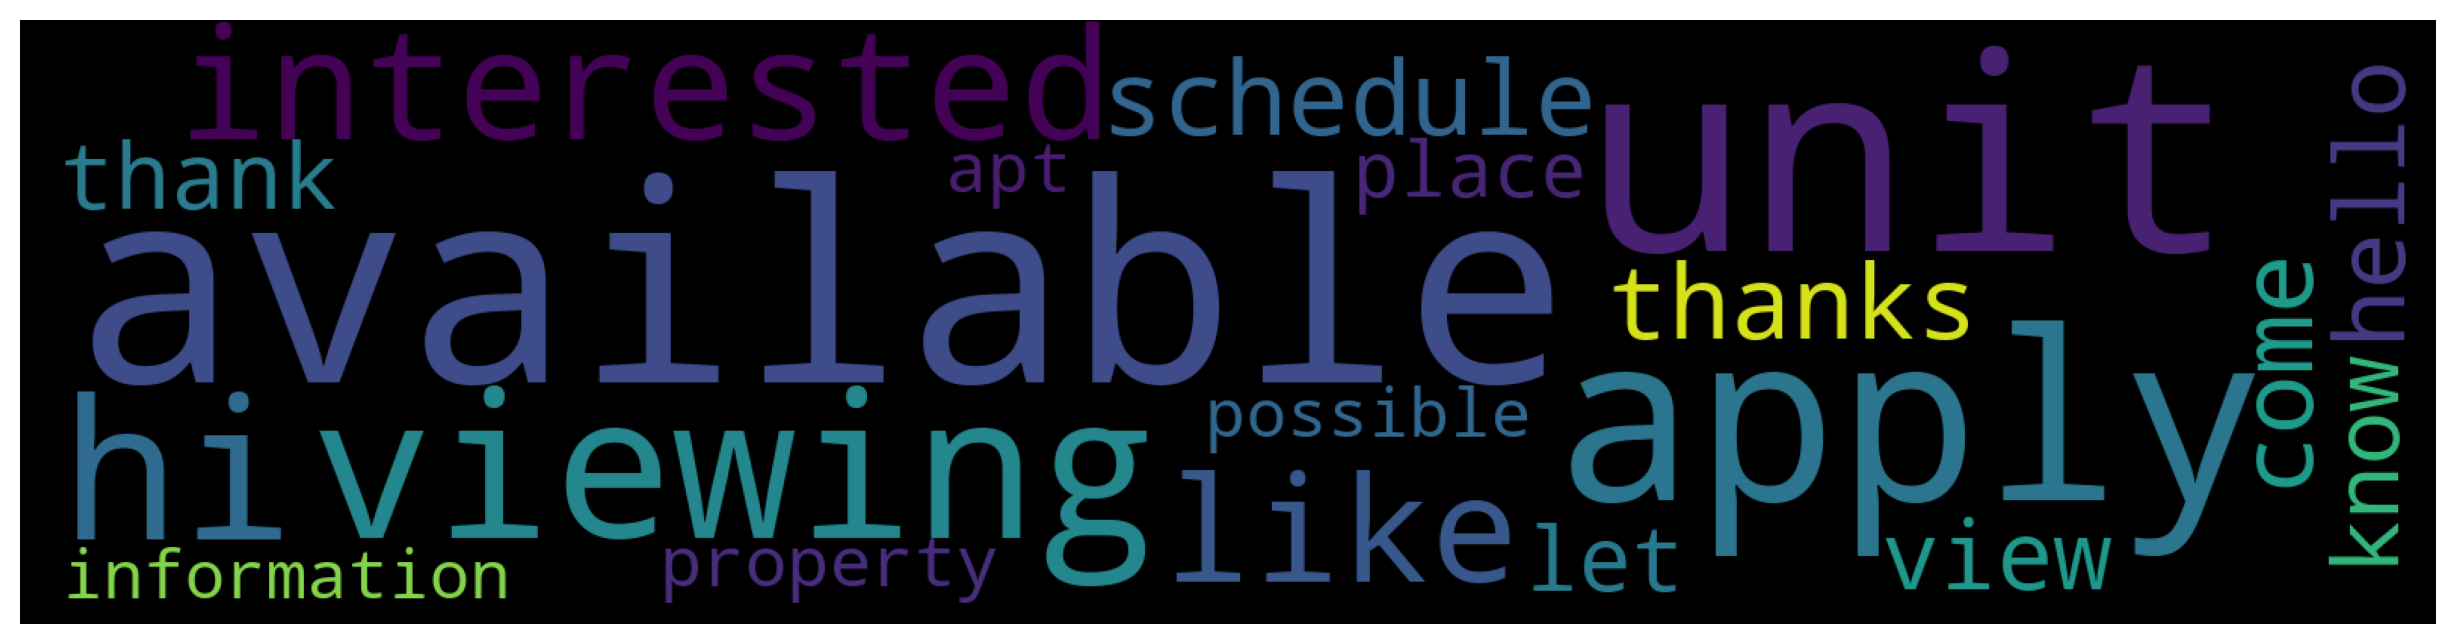 interested
schedule
unit
hello
thank
apt
place
available
thanks
come
hi
viewing
possible
apply
know
like
information
property
let
view